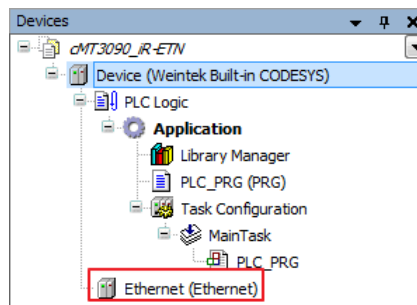 Devices
cMT3090_iR-ETN
Device (Weintek Built-in CODESYS)
PLC Logic
Application
Library Manager
PLC_PRG (PRG)
Task Configuration
MainTask
PLC_PRG
Ethernet (Ethernet)